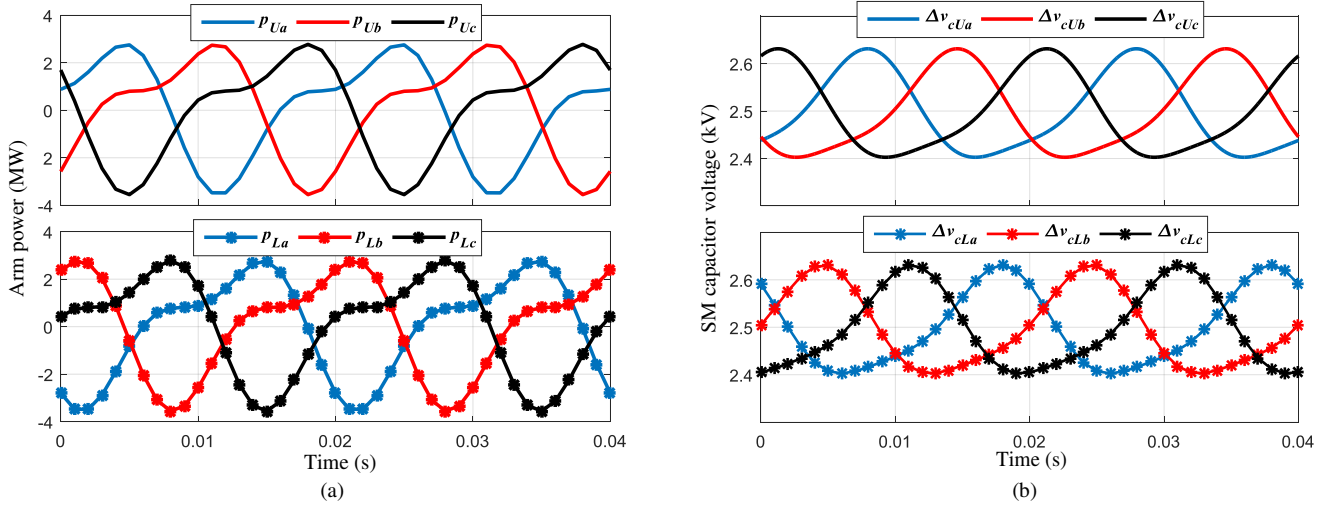 p_Ua p_Ub p_Uc
4
2
0
2
-4
Arm power (MW)
p_La p_Lb p_Lc
4
2
0
-2
-4
0 0.01 0.02 0.03 0.04
Time (s)
(a)
Δv_cUa Δv_cUb Δv_cUc
2.6
2.5
2.4
SM capacitor voltage (kV)
Δv_cLa Δv_cLb Δv_cLc
2.6
2.5
2.4
0 0.01 0.02 0.03 0.04
Time (s)
(b)